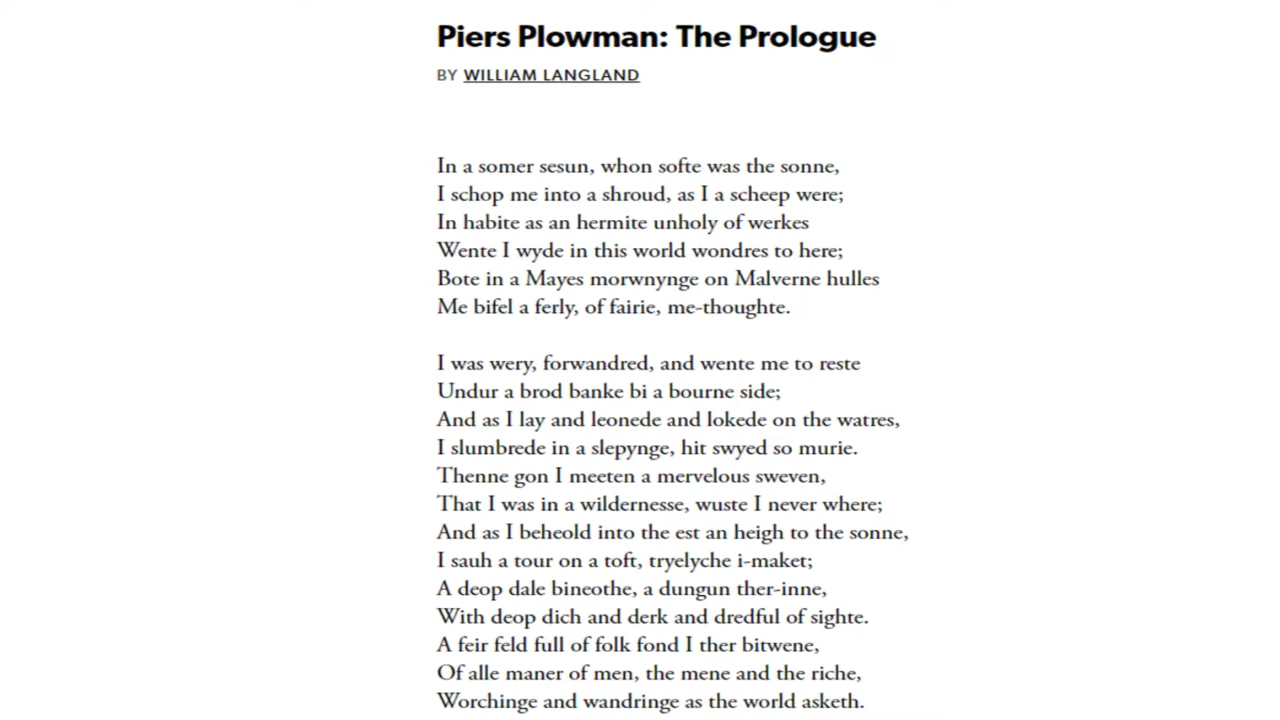 Piers Plowman: The Prologue
BY WILLIAM LANGLAND
In a somer sesun, whon softe was the sonne,
I schop me into a shroud, as I a scheep were;
In habite as an hermite unholy of werkes
Wente I wyde in this world wondres to here;
Bote in a Mayes morwnynge on Malverne hulles
Me bifel a ferly, of fairie, me-thoughte.
I was wery, forwandred, and wente me to reste
Undur a brod banke bi a bourne side;
And as I lay and leonede and lokede on the watres,
I slumbrede in a slepynge, hit swyed so murie.
Thenne gon I meeten a mervelous sweven,
That I was in a wildernesse, wuste I never where;
And as I beheold into the est an heigh to the sonne,
I sauh a tour on a toft, tryelyche i-maket;
A deop dale bineothe, a dungun ther-inne,
With deop dich and derk and dredful of sighte.
A feir feld full of folk fond I ther bitwene,
Of alle maner of men, the mene and the riche,
Worchinge and wandringe as the world asketh.